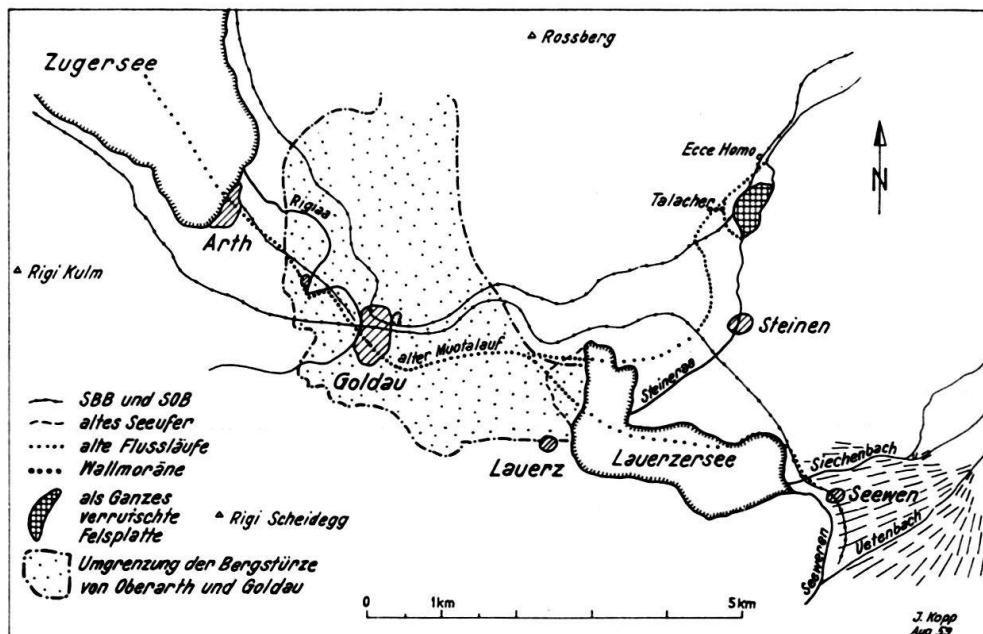 Zugersee
Rossberg
Ecce Homo
Talacher
N
Rigiaa
Arth
Rigi Kulm
Steinen
alter Muotalauf
Goldau
Steineraa
SBB und SOB
altes Seeufer
alte Flussläufe
Wallmoräne
als Ganzes
verrutschte
Felsplatte
Rigi Scheidegg
Umgrenzung der Bergstürze
von Oberarth und Goldau
Lauerz
Lauerzersee
Siechenbach
Seewen
Uetenbach
Seeweren
0 1km 5km
J. Kopp
Aug. 59